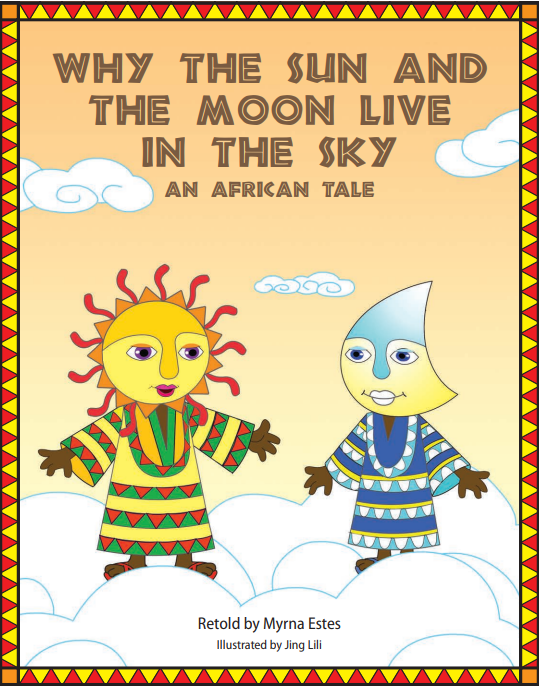 WHY THE SUN AND
THE MOON LIVE
IN THE SKY
AN AFRICAN TALE
Retold by Myrna Estes
Illustrated by Jing Lili